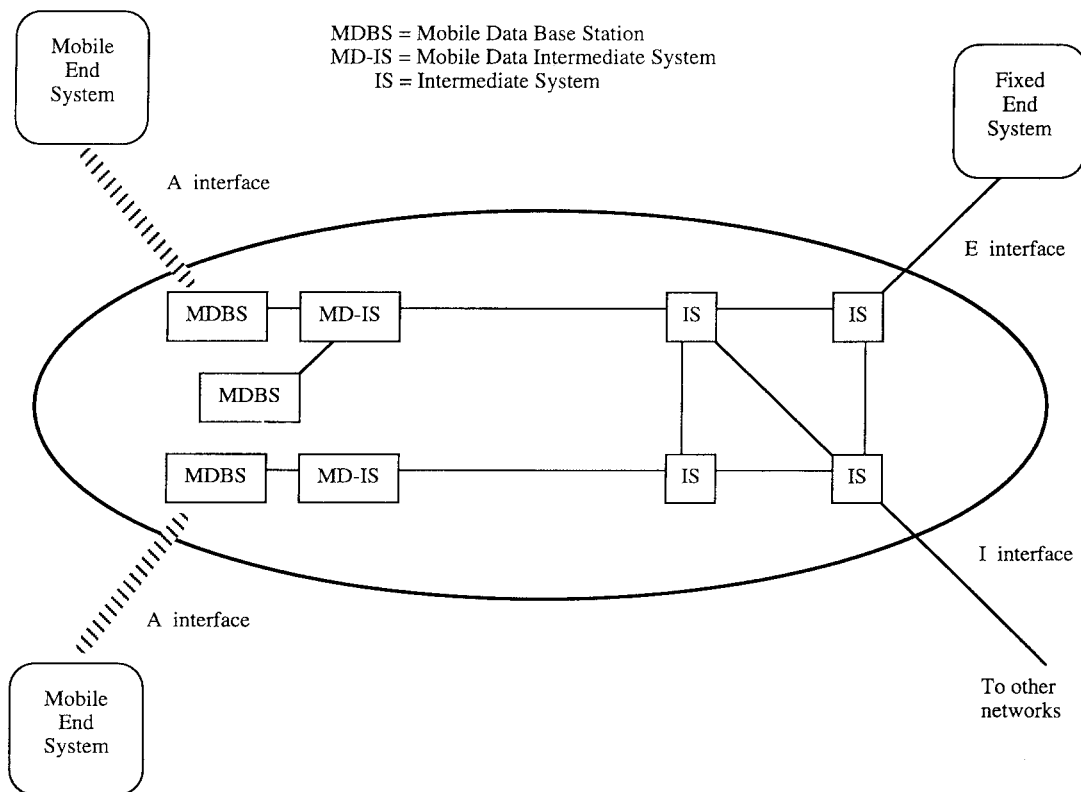 Mobile
End
System
MDBS = Mobile Data Base Station
MD-IS = Mobile Data Intermediate System
IS = Intermediate System
Fixed
End
System
A interface
E interface
MDBS
MD-IS
IS
IS
MDBS
MDBS
MD-IS
IS
IS
I interface
A interface
Mobile
End
System
To other
networks